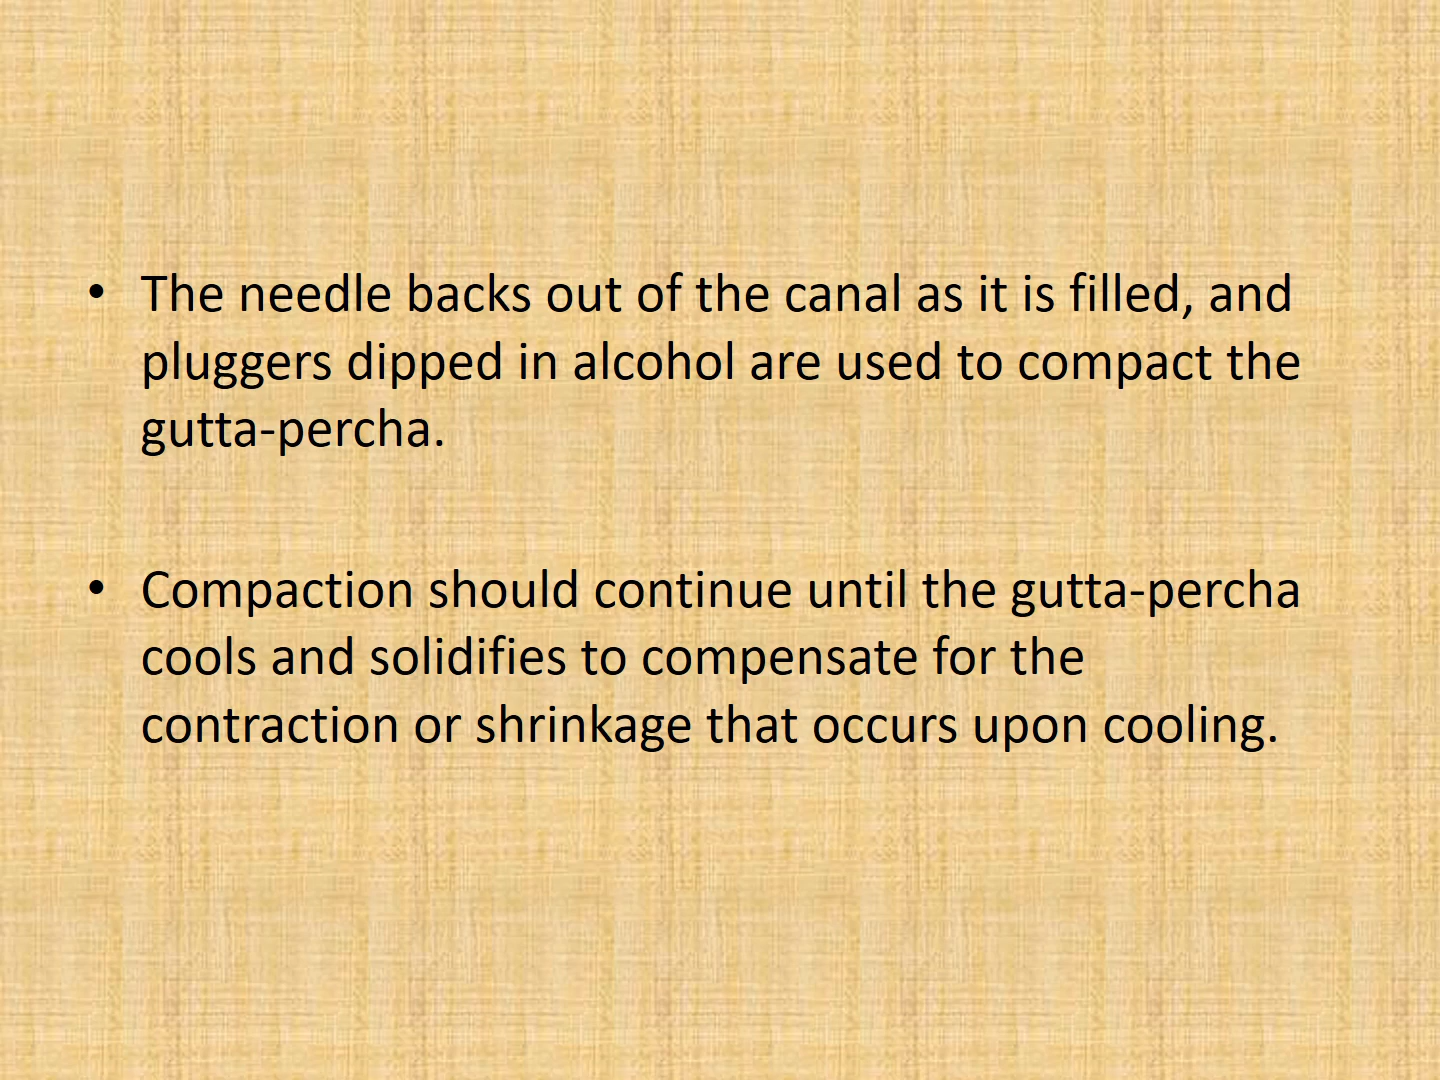 • The needle backs out of the canal as it is filled, and
pluggers dipped in alcohol are used to compact the
gutta-percha.
• Compaction should continue until the gutta-percha
cools and solidifies to compensate for the
contraction or shrinkage that occurs upon cooling.